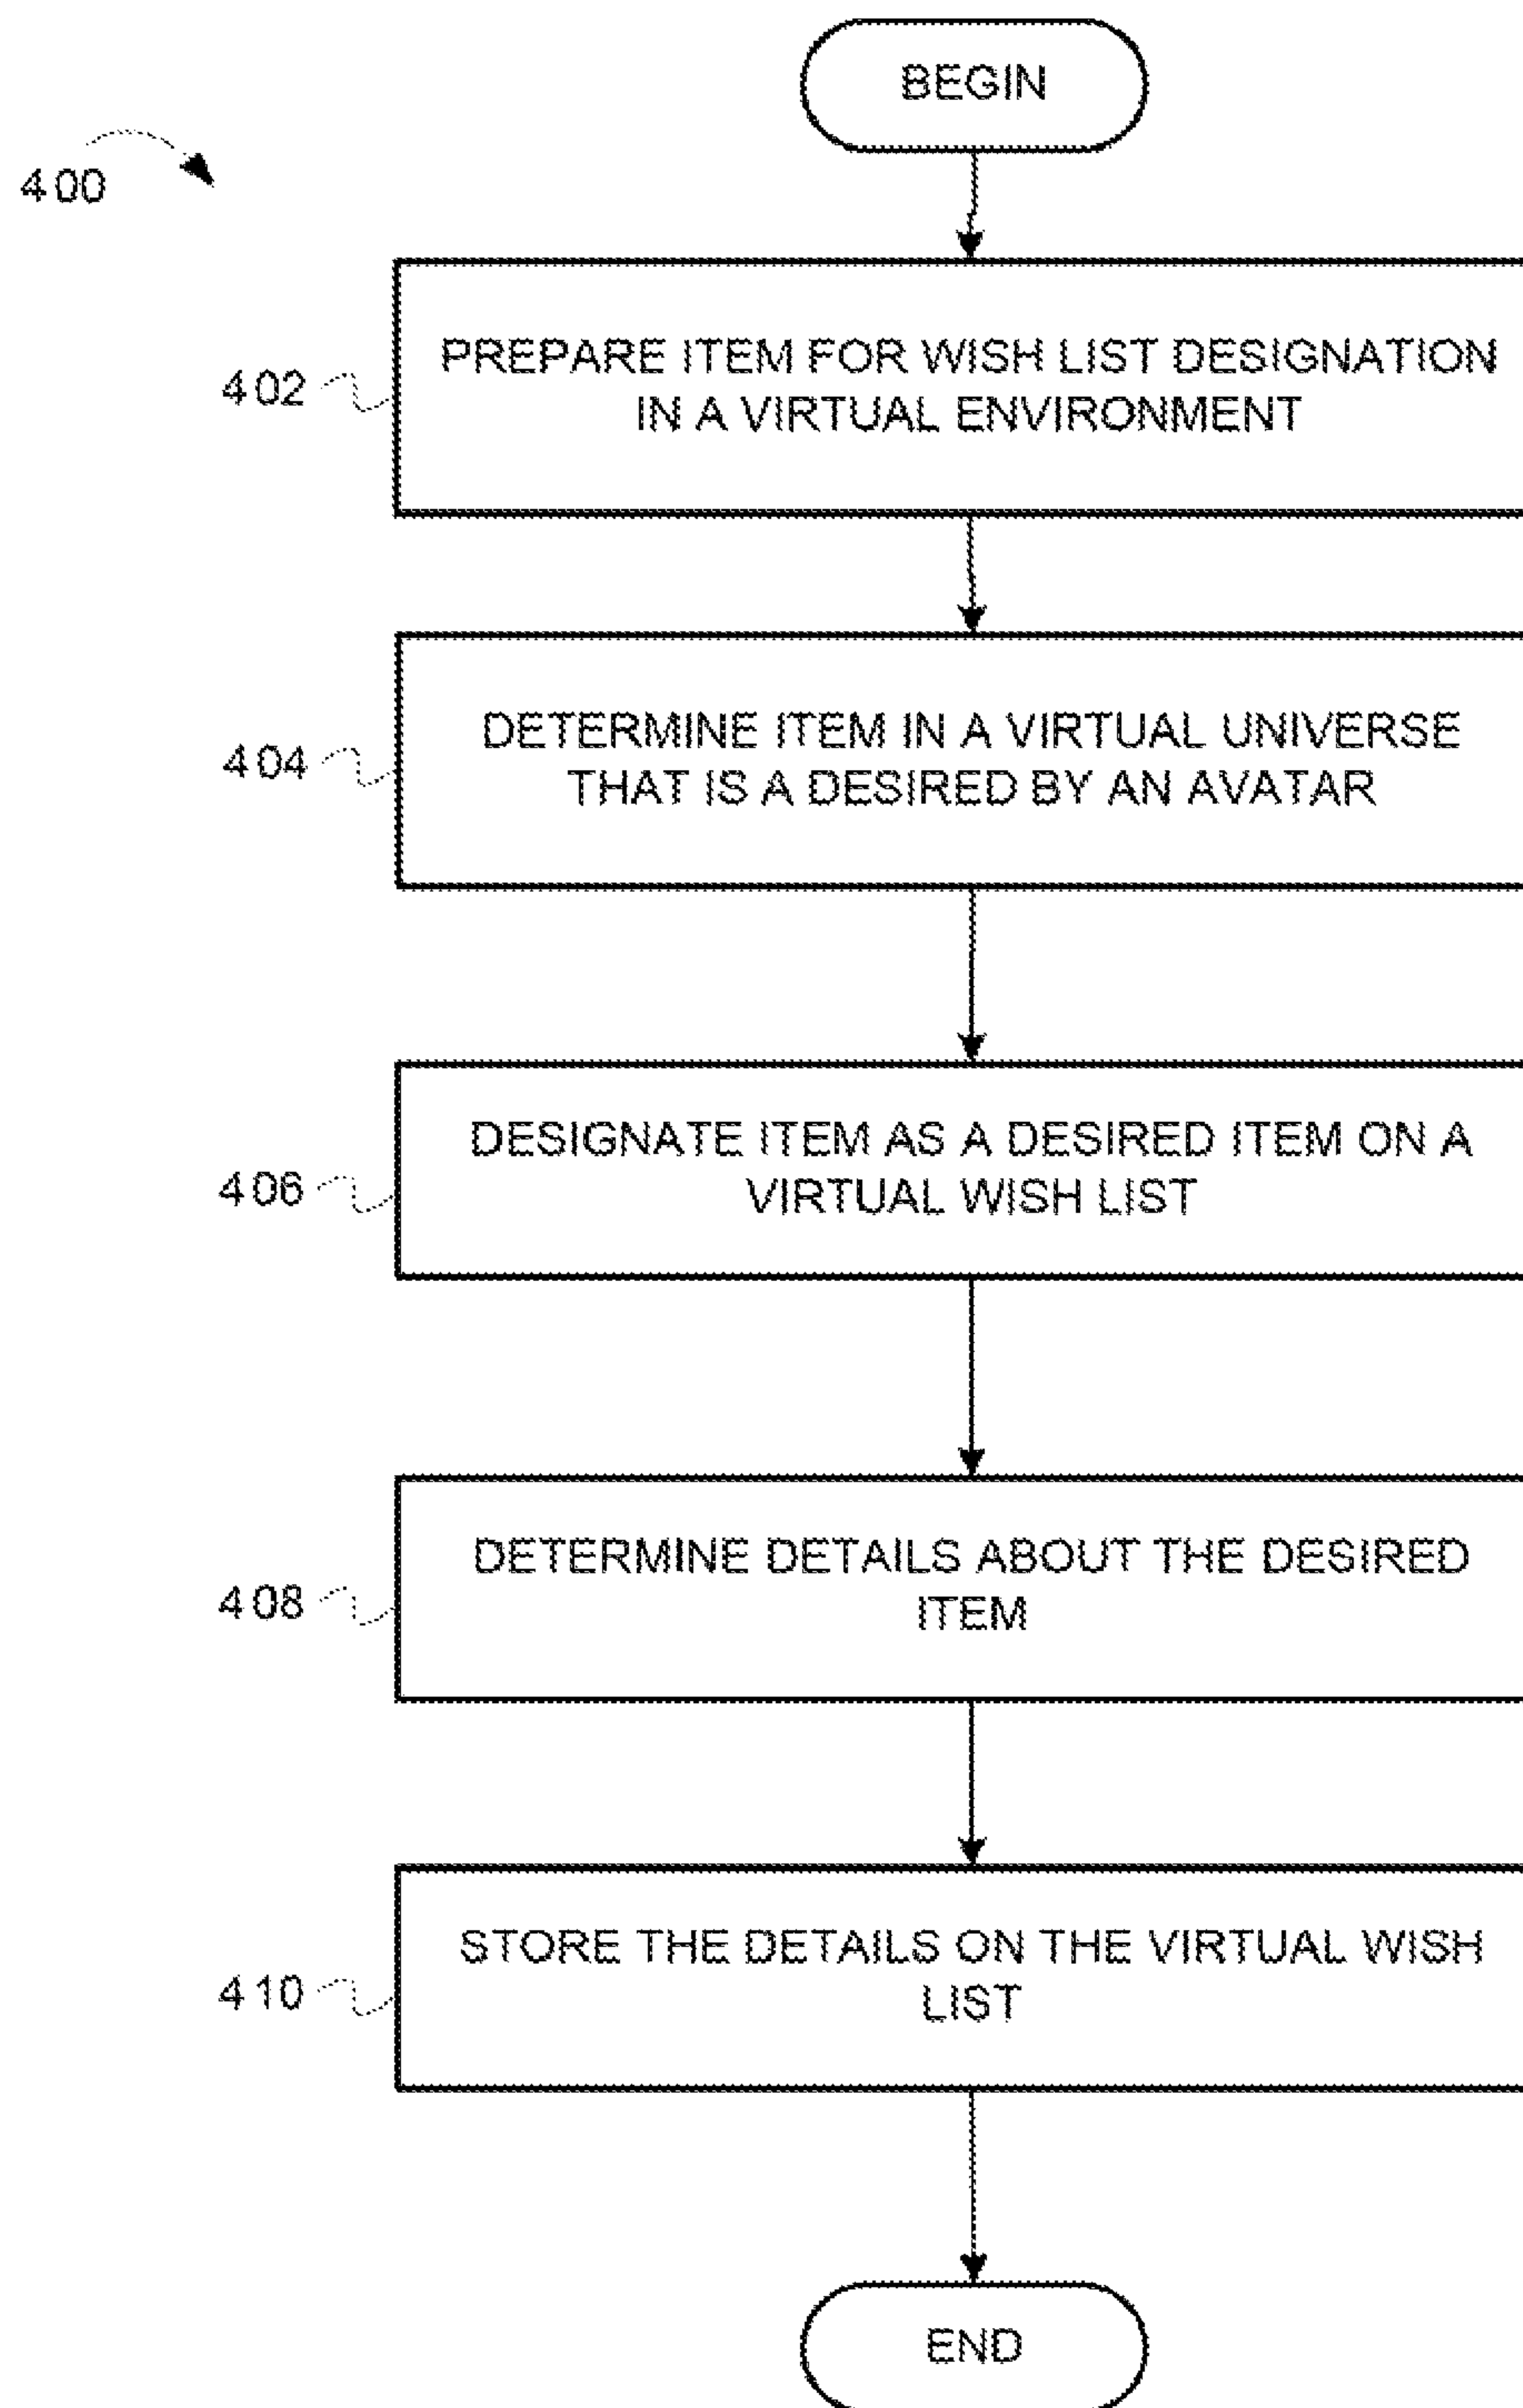 BEGIN
400
PREPARE ITEM FOR WISH LIST DESIGNATION
IN A VIRTUAL ENVIRONMENT
402
DETERMINE ITEM IN A VIRTUAL UNIVERSE
THAT IS A DESIRED BY AN AVATAR
404
DESIGNATE ITEM AS A DESIRED ITEM ON A
VIRTUAL WISH LIST
406
DETERMINE DETAILS ABOUT THE DESIRED
ITEM
408
STORE THE DETAILS ON THE VIRTUAL WISH
LIST
410
END